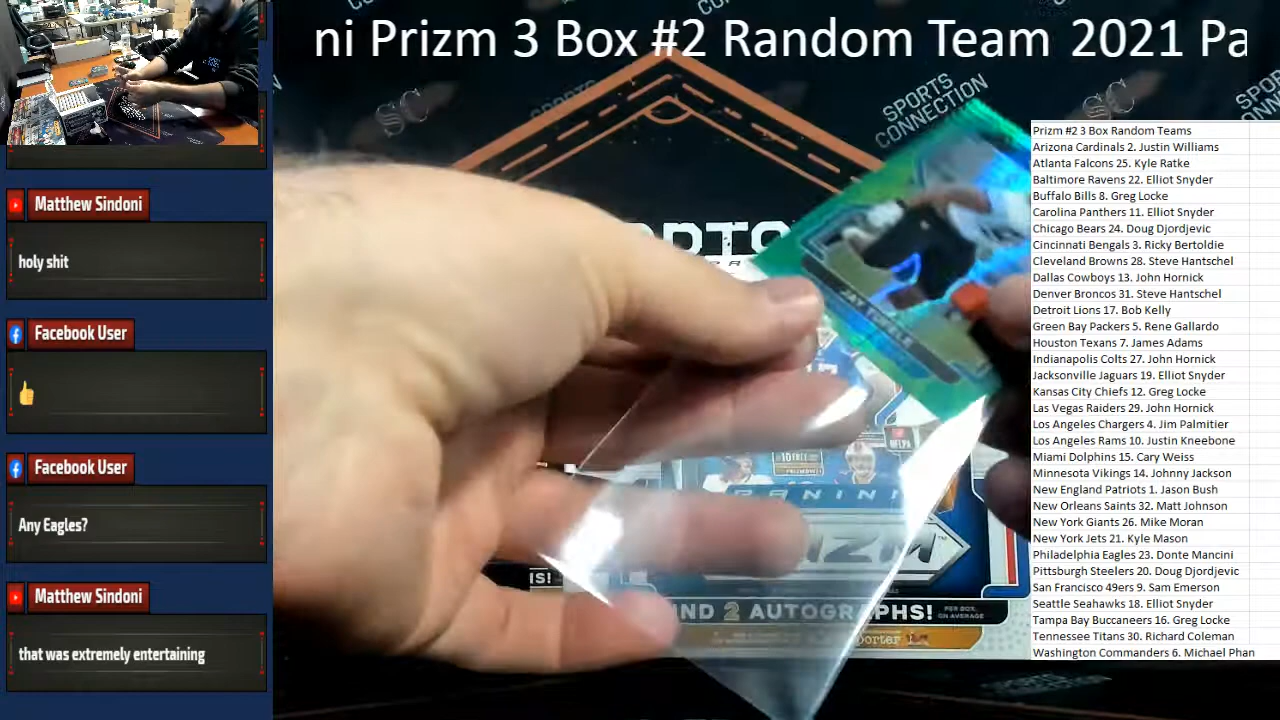 ni Prizm 3 Box #2 Random Team 2021 Pa
SPORTS
CONNECTION
SC
Matthew Sindoni
holy shit
Facebook User
👍
Facebook User
Any Eagles?
Matthew Sindoni
that was extremely entertaining
PANINI
NFLPA
IS!
IND 2 AUTOGRAPHS!
PER BOX,
ON AVERAGE
Prizm #2 3 Box Random Teams
Arizona Cardinals 2. Justin Williams
Atlanta Falcons 25. Kyle Ratke
Baltimore Ravens 22. Elliot Snyder
Buffalo Bills 8. Greg Locke
Carolina Panthers 11. Elliot Snyder
Chicago Bears 24. Doug Djordjevic
Cincinnati Bengals 3. Ricky Bertoldie
Cleveland Browns 28. Steve Hantschel
Dallas Cowboys 13. John Hornick
Denver Broncos 31. Steve Hantschel
Detroit Lions 17. Bob Kelly
Green Bay Packers 5. Rene Gallardo
Houston Texans 7. James Adams
Indianapolis Colts 27. John Hornick
Jacksonville Jaguars 19. Elliot Snyder
Kansas City Chiefs 12. Greg Locke
Las Vegas Raiders 29. John Hornick
Los Angeles Chargers 4. Jim Palmitier
Los Angeles Rams 10. Justin Kneebone
Miami Dolphins 15. Cary Weiss
Minnesota Vikings 14. Johnny Jackson
New England Patriots 1. Jason Bush
New Orleans Saints 32. Matt Johnson
New York Giants 26. Mike Moran
New York Jets 21. Kyle Mason
Philadelphia Eagles 23. Donte Mancini
Pittsburgh Steelers 20. Doug Djordjevic
San Francisco 49ers 9. Sam Emerson
Seattle Seahawks 18. Elliot Snyder
Tampa Bay Buccaneers 16. Greg Locke
Tennessee Titans 30. Richard Coleman
Washington Commanders 6. Michael Phan